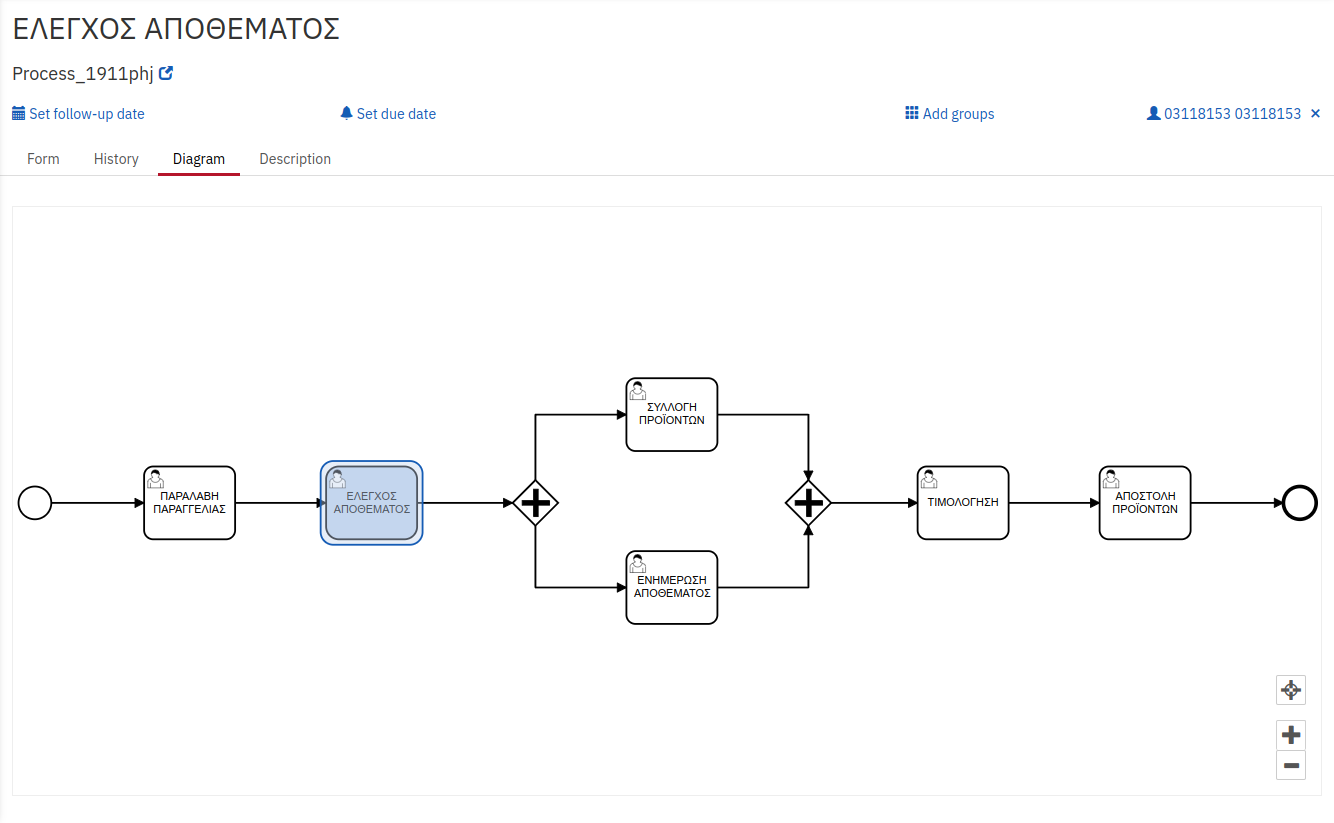 ΕΛΕΓΧΟΣ ΑΠΟΘΕΜΑΤΟΣ
Process_1911phj
Set follow-up date
Set due date
Add groups
03118153 03118153 ×
Form
History
Diagram
Description
ΠΑΡΑΛΑΒΗ
ΠΑΡΑΓΓΕΛΙΑΣ
ΕΛΕΓΧΟΣ
ΑΠΟΘΕΜΑΤΟΣ
ΣΥΛΛΟΓΗ
ΠΡΟΪΟΝΤΩΝ
ΕΝΗΜΕΡΩΣΗ
ΑΠΟΘΕΜΑΤΟΣ
ΤΙΜΟΛΟΓΗΣΗ
ΑΠΟΣΤΟΛΗ
ΠΡΟΪΟΝΤΩΝ